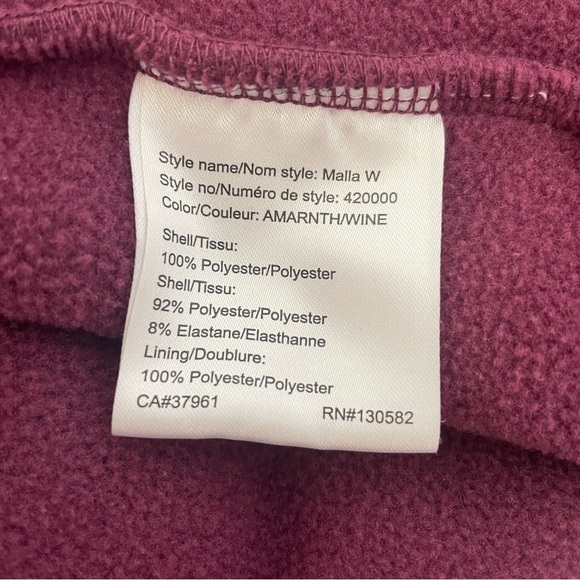 Style name/Nom style: Malla W
Style no/Numéro de style: 420000
Color/Couleur: AMARNTH/WINE
Shell/Tissu:
100% Polyester/Polyester
Shell/Tissu:
92% Polyester/Polyester
8% Elastane/Elasthanne
Lining/Doublure:
100% Polyester/Polyester
CA#37961 RN#130582